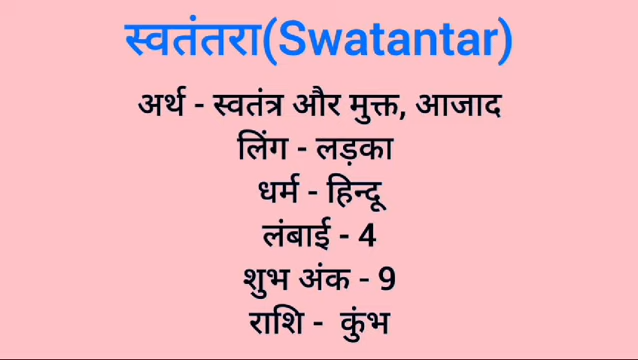 स्वतंतरा(Swatantar)
अर्थ - स्वतंत्र और मुक्त, आजाद
लिंग - लड़का
धर्म - हिन्दू
लंबाई - 4
शुभ अंक - 9
राशि - कुंभ